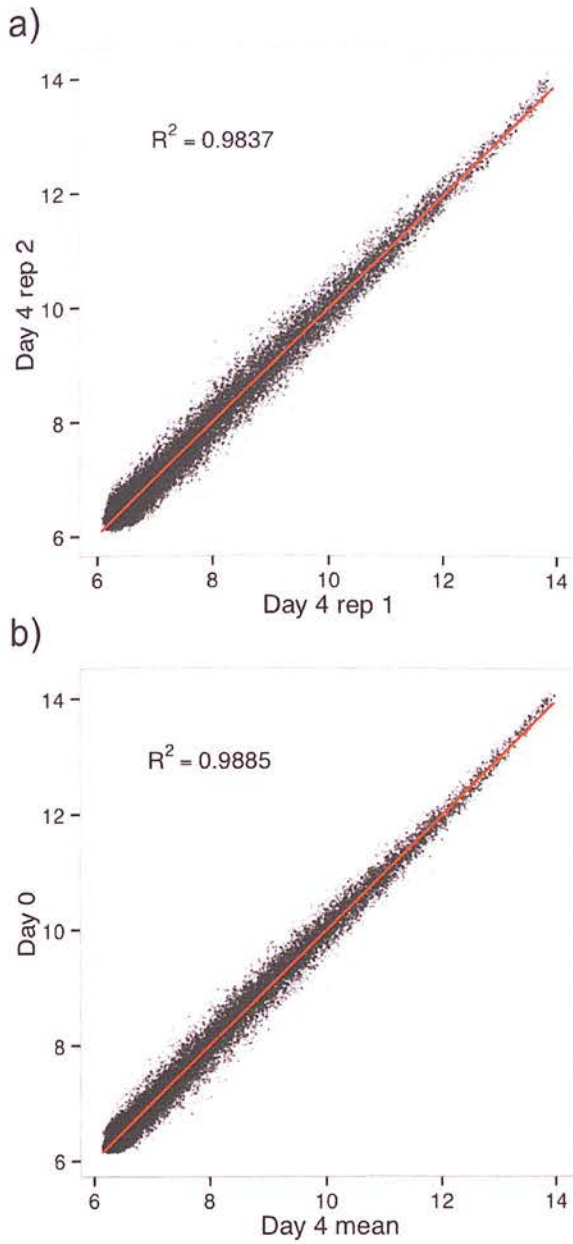 a)
14
12
10
8
6
R² = 0.9837
Day 4 rep 2
6 8 10 12 14
Day 4 rep 1
b)
14
12
10
8
6
R² = 0.9885
Day 0
6 8 10 12 14
Day 4 mean